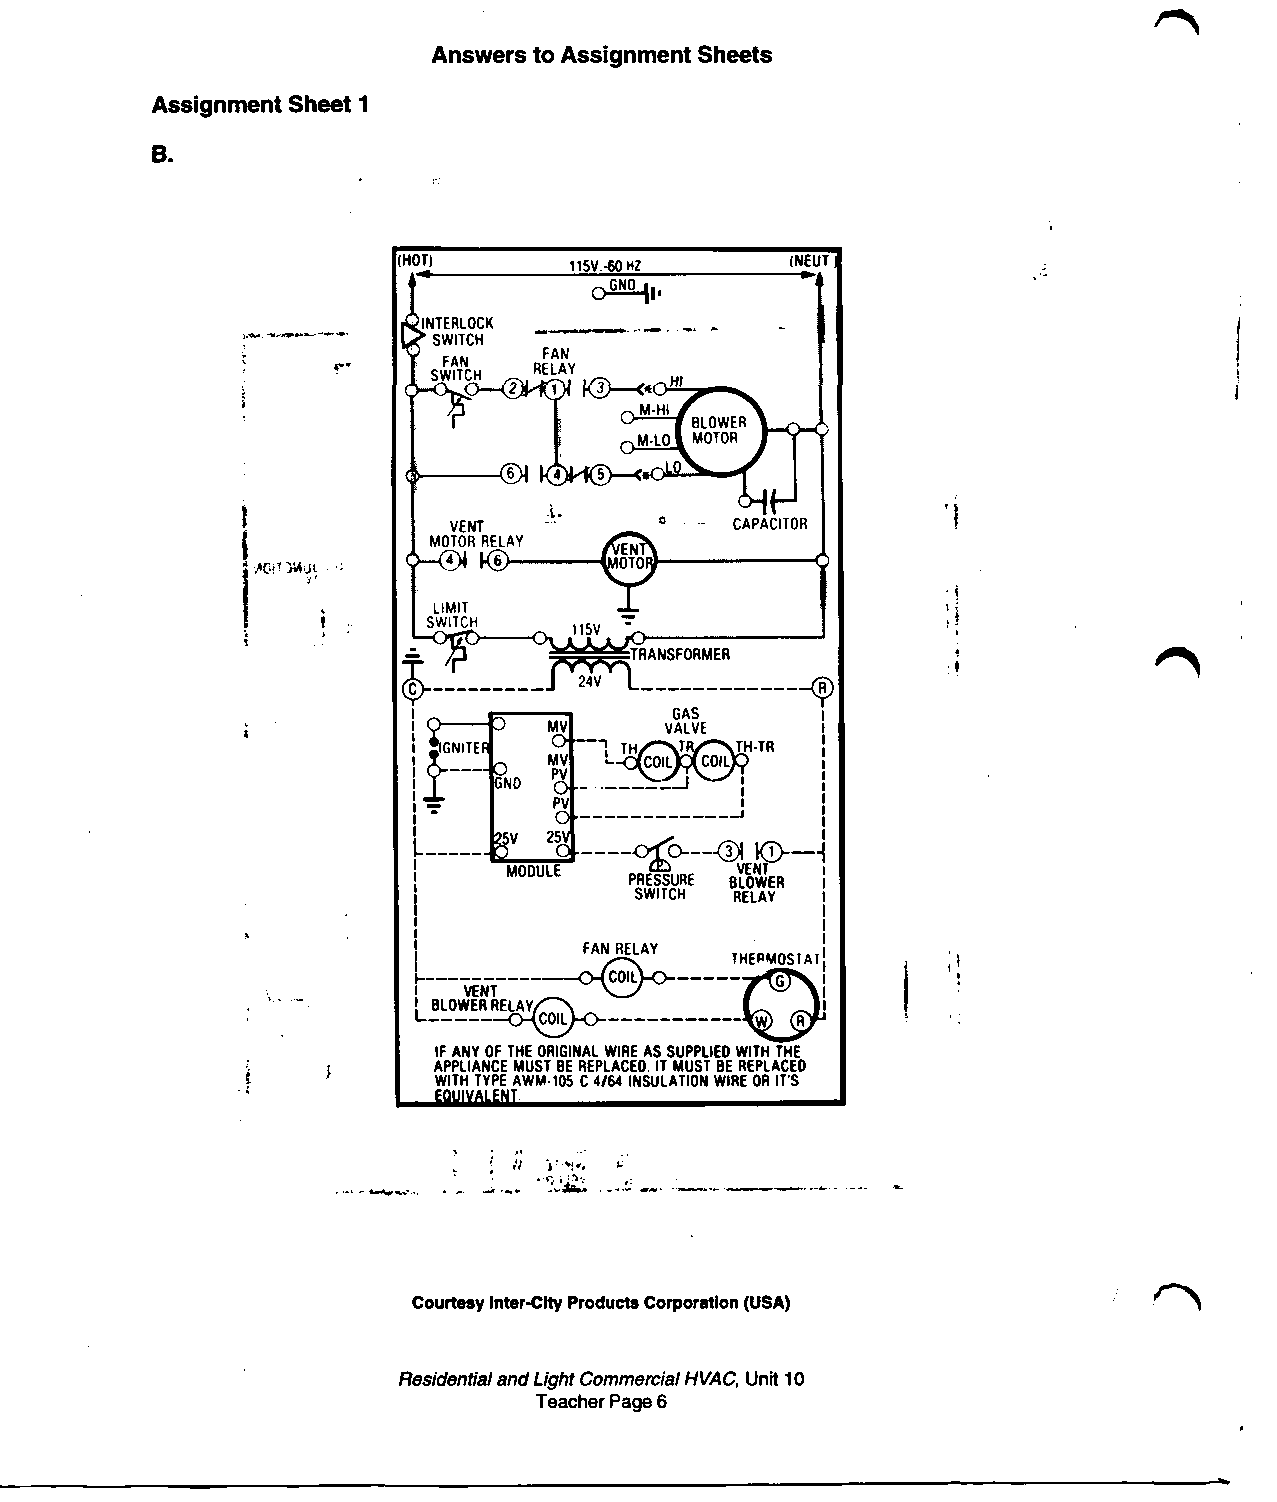 Answers to Assignment Sheets
Assignment Sheet 1
B.
(HOT)
115V.-60 HZ
(NEUT)
GND
INTERLOCK
SWITCH
FAN
SWITCH
FAN
RELAY
2
1
3
HI
M-HI
M-LO
LO
BLOWER
MOTOR
6
4
5
CAPACITOR
VENT
MOTOR RELAY
4
6
VENT
MOTOR
LIMIT
SWITCH
115V
TRANSFORMER
24V
C
R
GAS
VALVE
MV
TH
COIL
TR
COIL
TH-TR
IGNITER
MV
PV
GND
PV
25V
25V
MODULE
3
1
PRESSURE
SWITCH
VENT
BLOWER
RELAY
FAN RELAY
COIL
THERMOSTAT
G
VENT
BLOWER RELAY
COIL
W
R
IF ANY OF THE ORIGINAL WIRE AS SUPPLIED WITH THE
APPLIANCE MUST BE REPLACED. IT MUST BE REPLACED
WITH TYPE AWM-105 C 4/64 INSULATION WIRE OR IT'S
EQUIVALENT.
Courtesy Inter-City Products Corporation (USA)
Residential and Light Commercial HVAC, Unit 10
Teacher Page 6